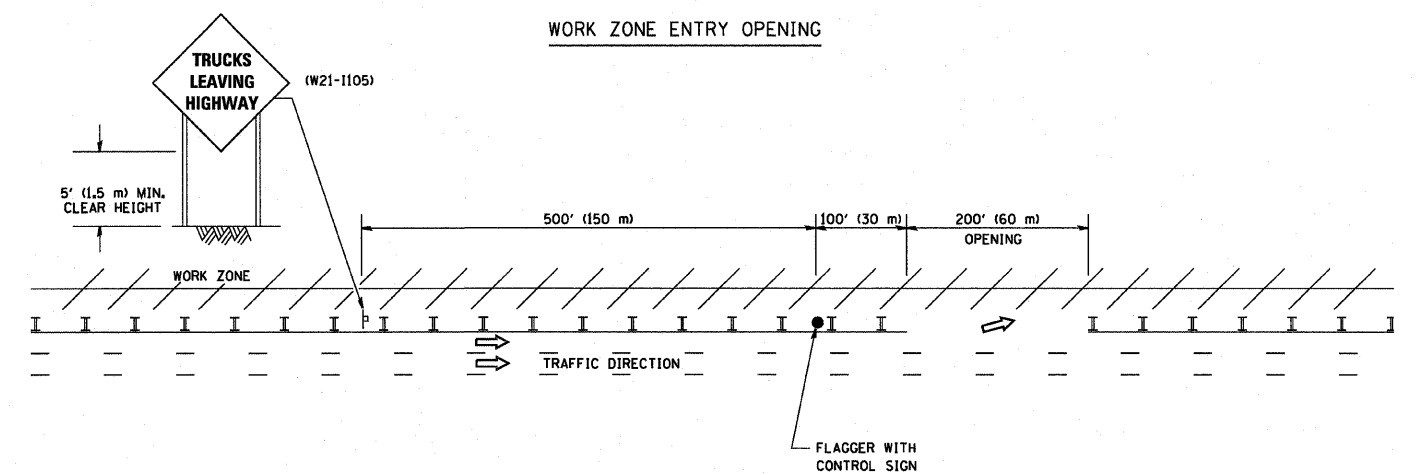 WORK ZONE ENTRY OPENING
TRUCKS
LEAVING
HIGHWAY
(W21-I105)
5' (1.5 m) MIN.
CLEAR HEIGHT
500' (150 m)
100' (30 m)
200' (60 m)
OPENING
WORK ZONE
TRAFFIC DIRECTION
FLAGGER WITH
CONTROL SIGN